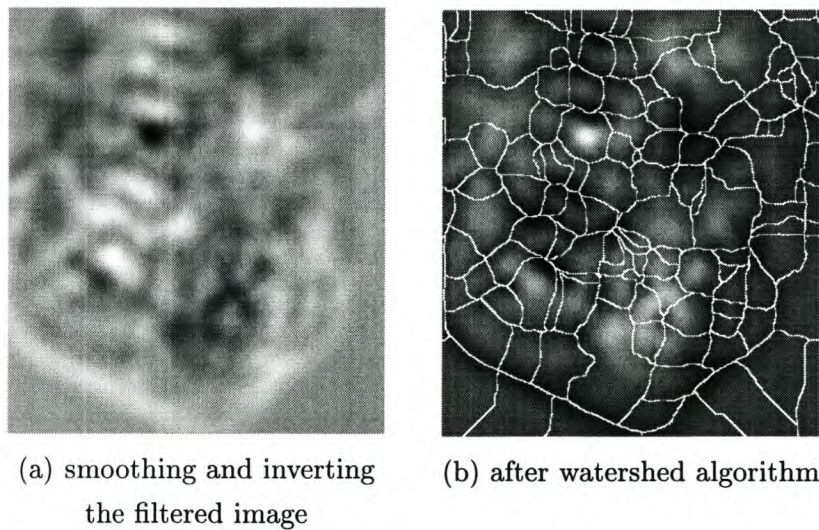 (a) smoothing and inverting
the filtered image
(b) after watershed algorithm